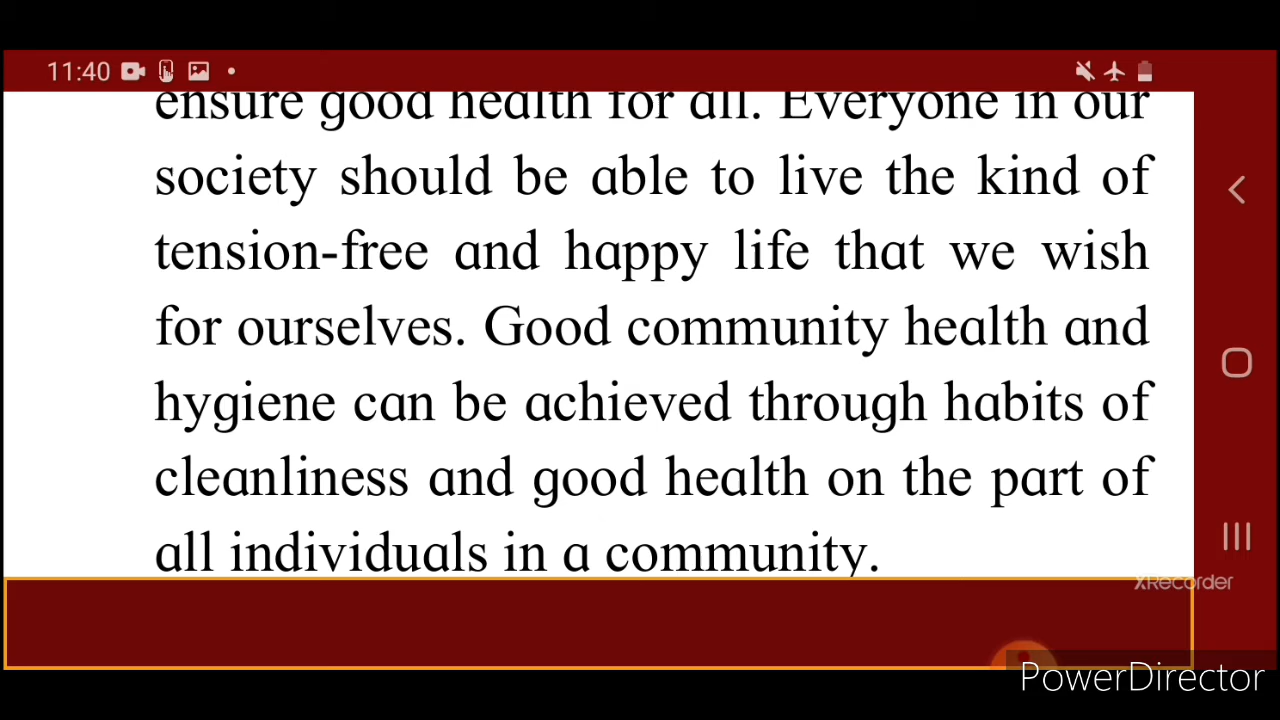 11:40
ensure good health for all. Everyone in our
society should be able to live the kind of
tension-free and happy life that we wish
for ourselves. Good community health and
hygiene can be achieved through habits of
cleanliness and good health on the part of
all individuals in a community.
XRecorder
PowerDirector